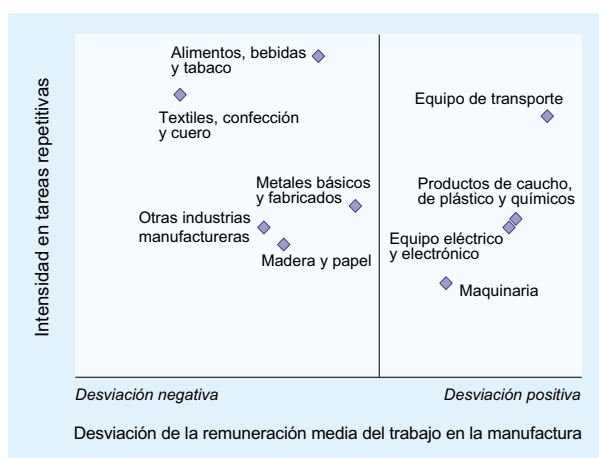 Intensidad en tareas repetitivas
Alimentos, bebidas
y tabaco
Textiles, confección
y cuero
Equipo de transporte
Metales básicos
y fabricados
Productos de caucho,
de plástico y químicos
Otras industrias
manufactureras
Madera y papel
Equipo eléctrico
y electrónico
Maquinaria
Desviación negativa
Desviación positiva
Desviación de la remuneración media del trabajo en la manufactura